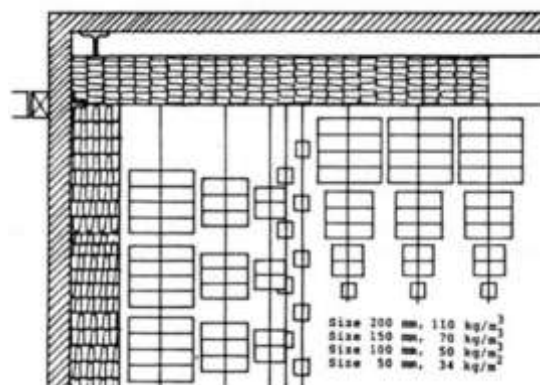 Size 200 mm, 110 kg/m³
Size 150 mm, 70 kg/m³
Size 100 mm, 50 kg/m³
Size 50 mm, 34 kg/m³